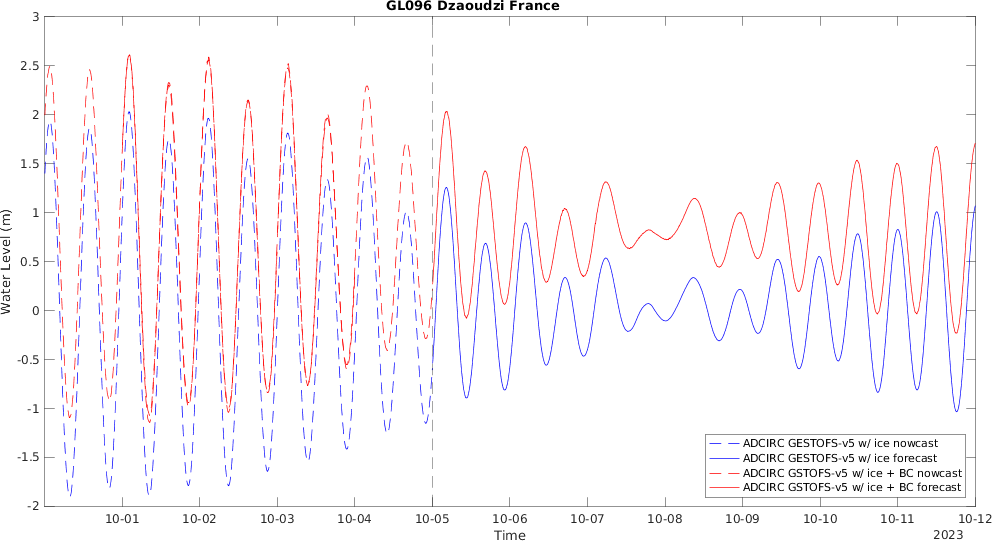 GL096 Dzaoudzi France
3
2.5
2
1.5
1
0.5
0
-0.5
-1
-1.5
-2
Water Level (m)
10-01 10-02 10-03 10-04 10-05 10-06 10-07 10-08 10-09 10-10 10-11 10-12
Time
2023
ADCIRC GESTOFS-v5 w/ ice nowcast
ADCIRC GESTOFS-v5 w/ ice forecast
ADCIRC GSTOFS-v5 w/ ice + BC nowcast
ADCIRC GSTOFS-v5 w/ ice + BC forecast